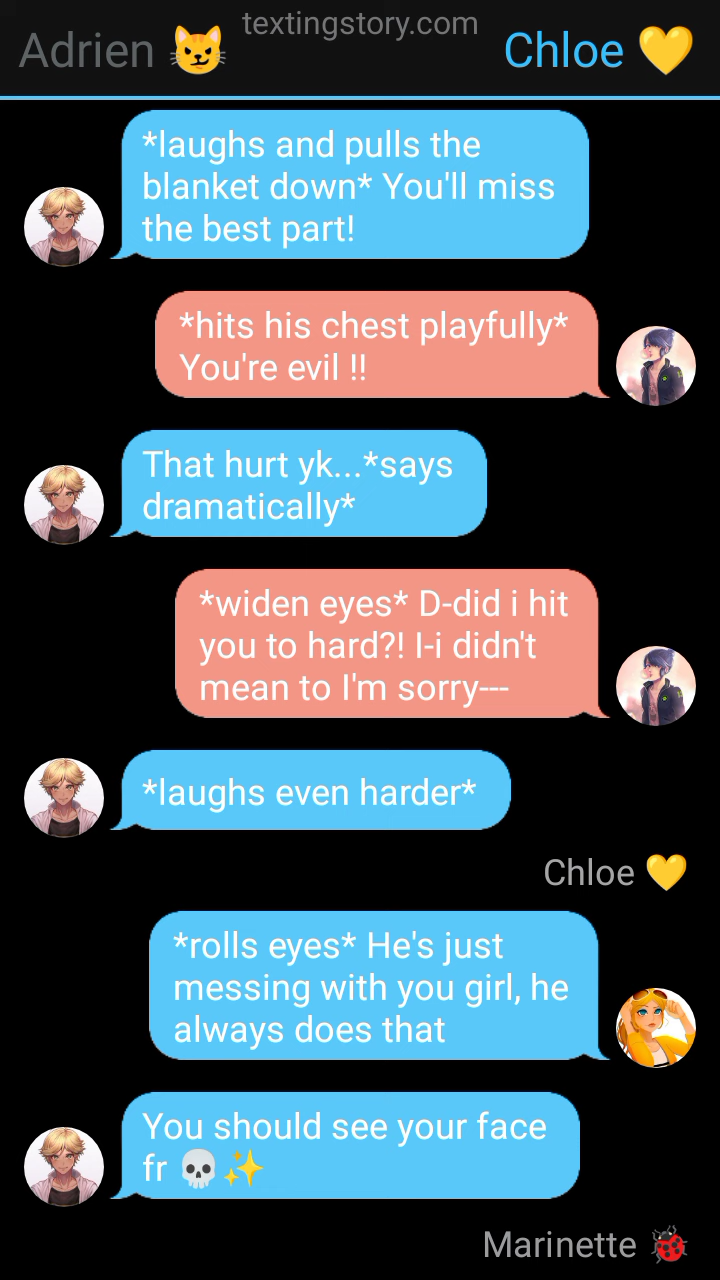 textingstory.com
Adrien 😼 Chloe 💛
*laughs and pulls the
blanket down* You'll miss
the best part!
*hits his chest playfully*
You're evil !!
That hurt yk...*says
dramatically*
*widen eyes* D-did i hit
you to hard?! I-i didn't
mean to I'm sorry---
*laughs even harder*
Chloe 💛
*rolls eyes* He's just
messing with you girl, he
always does that
You should see your face
fr 💀✨
Marinette 🐞